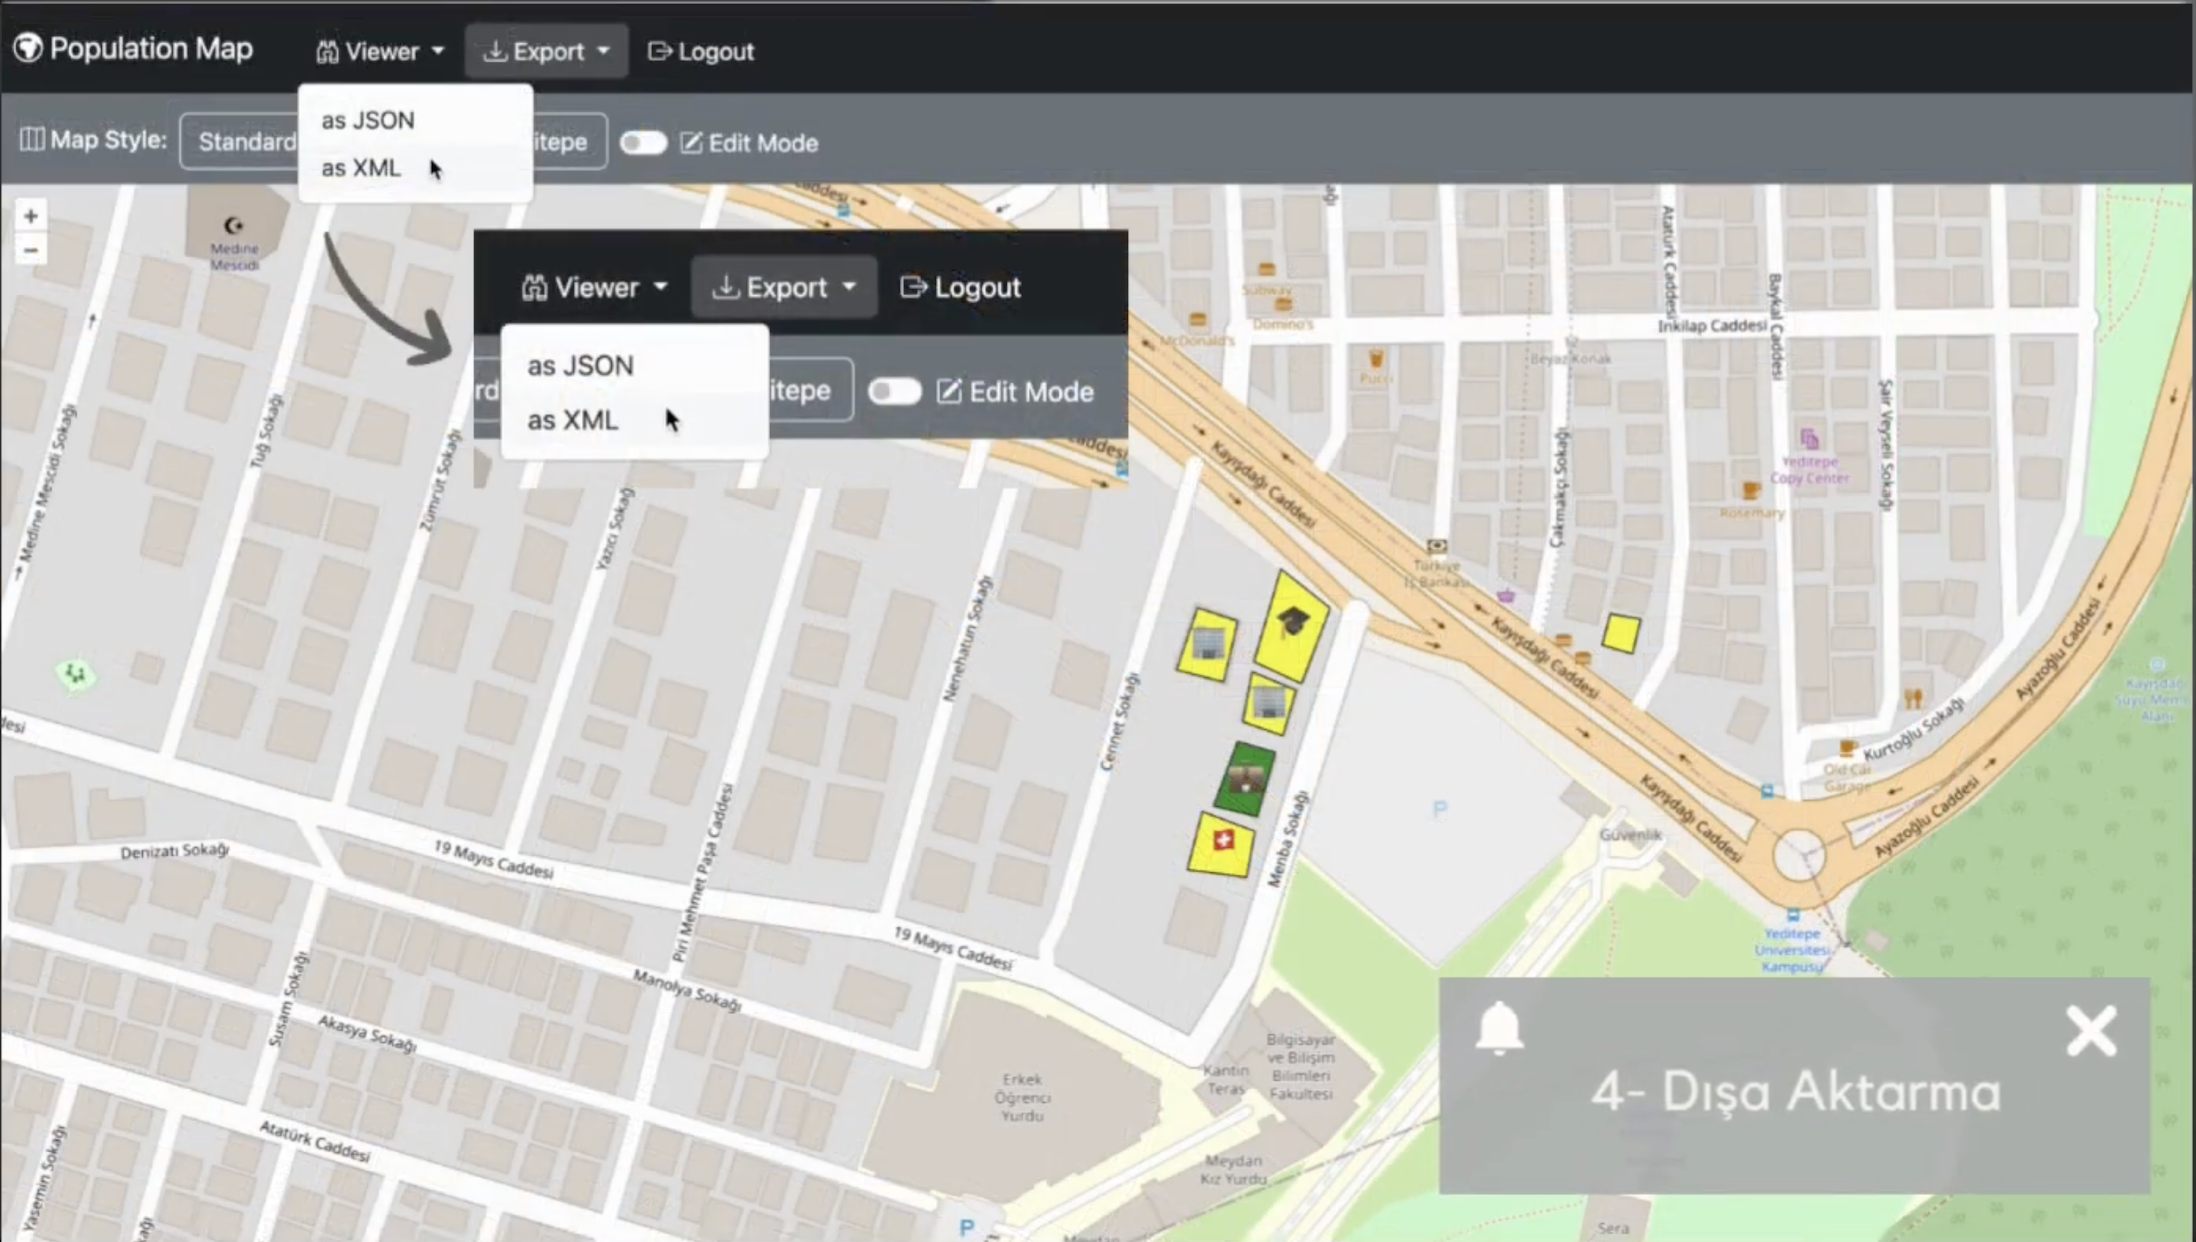 Population Map
Viewer
Export
Logout
as JSON
as XML
Map Style:
Standard
itepe
Edit Mode
+
−
Medine
Mescidi
Viewer
Export
Logout
as JSON
as XML
rd
itepe
Edit Mode
Caddesi
Subway
Domino's
McDonald's
Pucci
Beyaz Konak
İnkilap Caddesi
Atatürk Caddesi
Baykal Caddesi
Şair Veysel Sokağı
Çakmakçı Sokağı
Yeditepe
Copy Center
Rosemary
Türkiye
İş Bankası
Kayışdağı Caddesi
Kayışdağı Caddesi
Kayışdağı Caddesi
Medine Mescidi Sokağı
Tuğ Sokağı
Zümrüt Sokağı
Yazıcı Sokağı
Nenehatun Sokağı
Cennet Sokağı
Menba Sokağı
Piri Mehmet Paşa Caddesi
desi
Ayazoğlu Caddesi
Ayazoğlu Caddesi
Kurtoğlu Sokağı
Old Car
Garage
P
Güvenlik
Denizatı Sokağı
19 Mayıs Caddesi
19 Mayıs Caddesi
Manolya Sokağı
Susam Sokağı
Akasya Sokağı
Atatürk Caddesi
Yasemin Sokağı
Yeditepe
Üniversitesi
Kampüsü
Erkek
Öğrenci
Yurdu
Kantin
Teras
Bilgisayar
ve Bilişim
Bilimleri
Fakültesi
Meydan
Kız Yurdu
Meydan
P
Sera
4- Dışa Aktarma